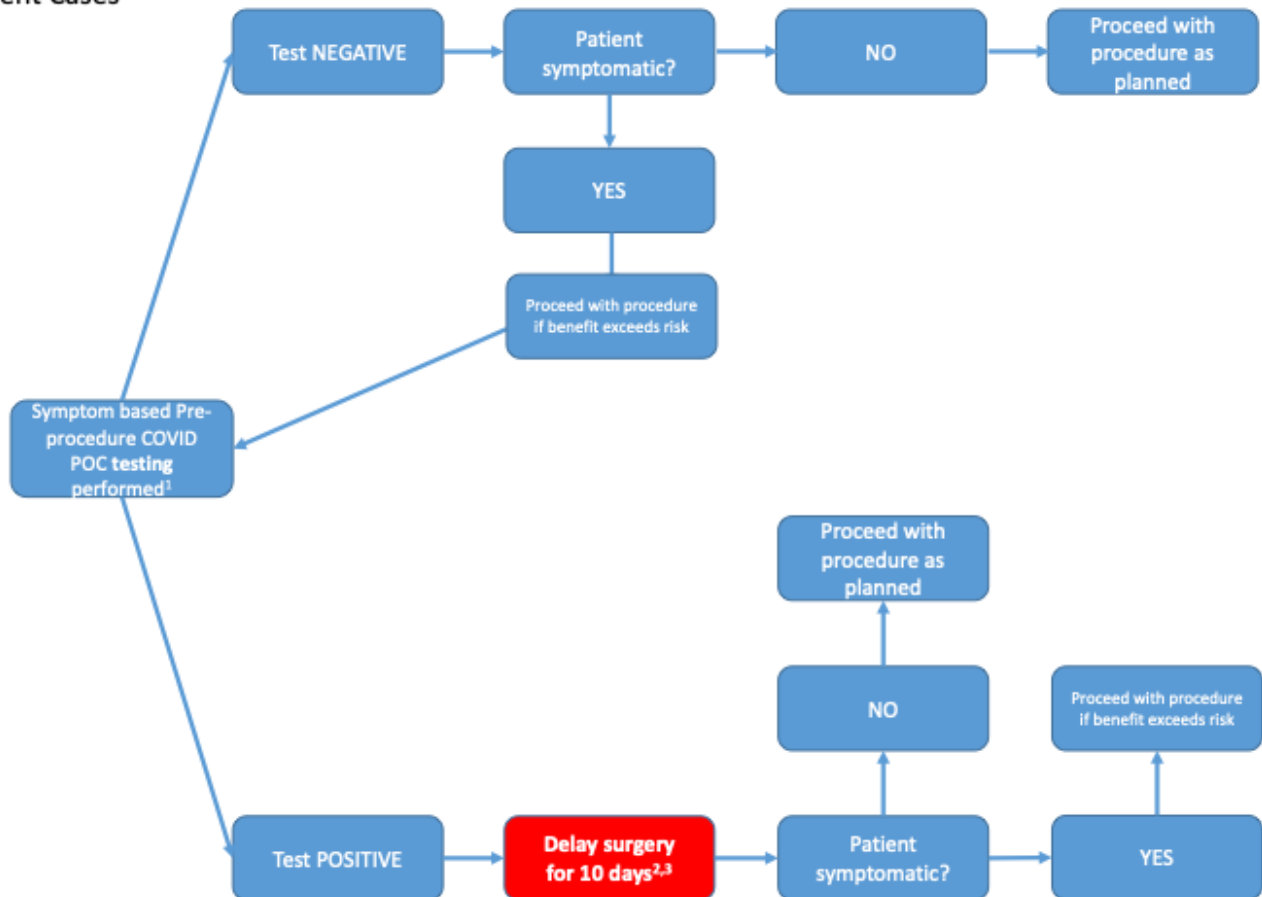 Test NEGATIVE
Patient
symptomatic?
NO
Proceed with
procedure as
planned
YES
Proceed with procedure
if benefit exceeds risk
Symptom based Pre-
procedure COVID
POC testing
performed¹
Proceed with
procedure as
planned
NO
Proceed with procedure
if benefit exceeds risk
Test POSITIVE
Delay surgery
for 10 days²,³
Patient
symptomatic?
YES